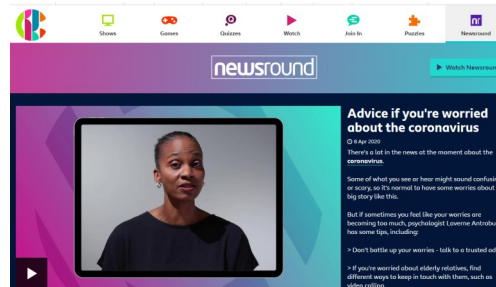 Shows
Games
Quizzes
Watch
Join In
Puzzles
nr
Newsround
newsround
Watch Newsroun
Advice if you're worried
about the coronavirus
6 Apr 2020
There's a lot in the news at the moment about the
coronavirus.
Some of what you see or hear might sound confusin
or scary, so it's normal to have some worries about
big story like this.
But if sometimes you feel like your worries are
becoming too much, psychologist Laverne Antrobu
has some tips, including:
> Don't bottle up your worries - talk to a trusted ad
> If you're worried about elderly relatives, find
different ways to keep in touch with them, such as
video calling.